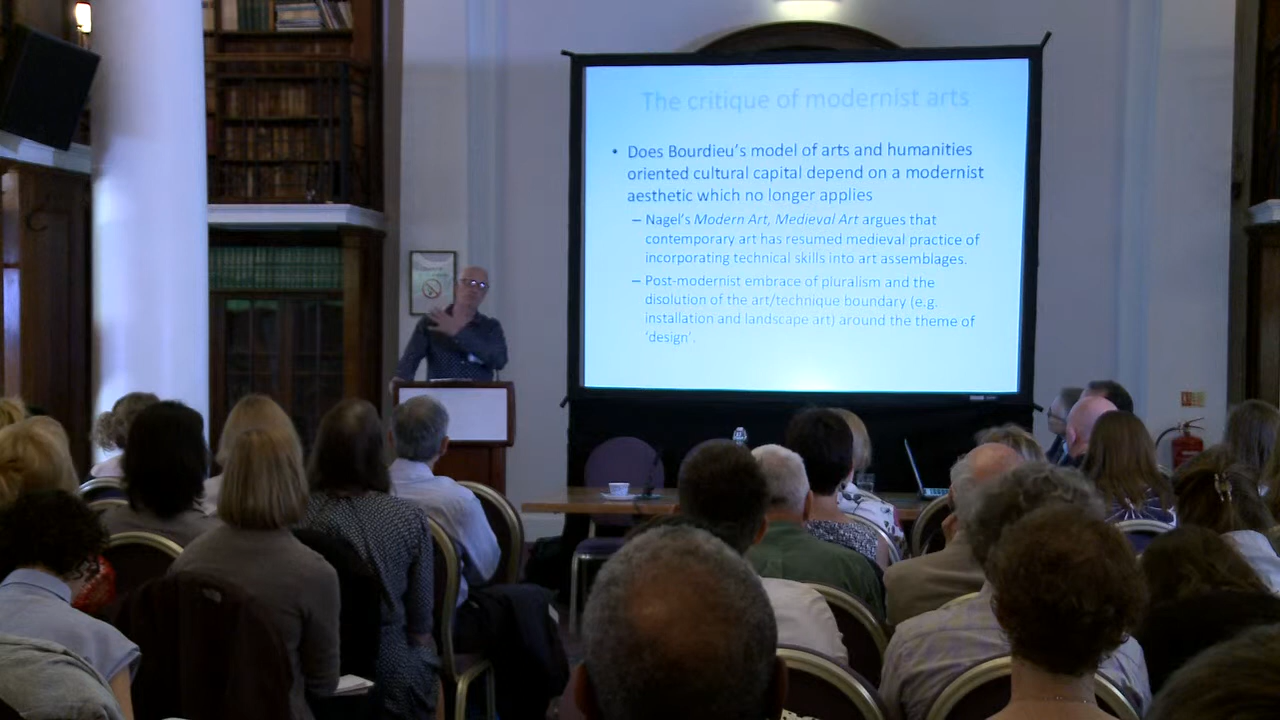 The critique of modernist arts
• Does Bourdieu's model of arts and humanities
oriented cultural capital depend on a modernist
aesthetic which no longer applies
– Nagel's Modern Art, Medieval Art argues that
contemporary art has resumed medieval practice of
incorporating technical skills into art assemblages.
– Post-modernist embrace of pluralism and the
disolution of the art/technique boundary (e.g.
installation and landscape art) around the theme of
'design'.